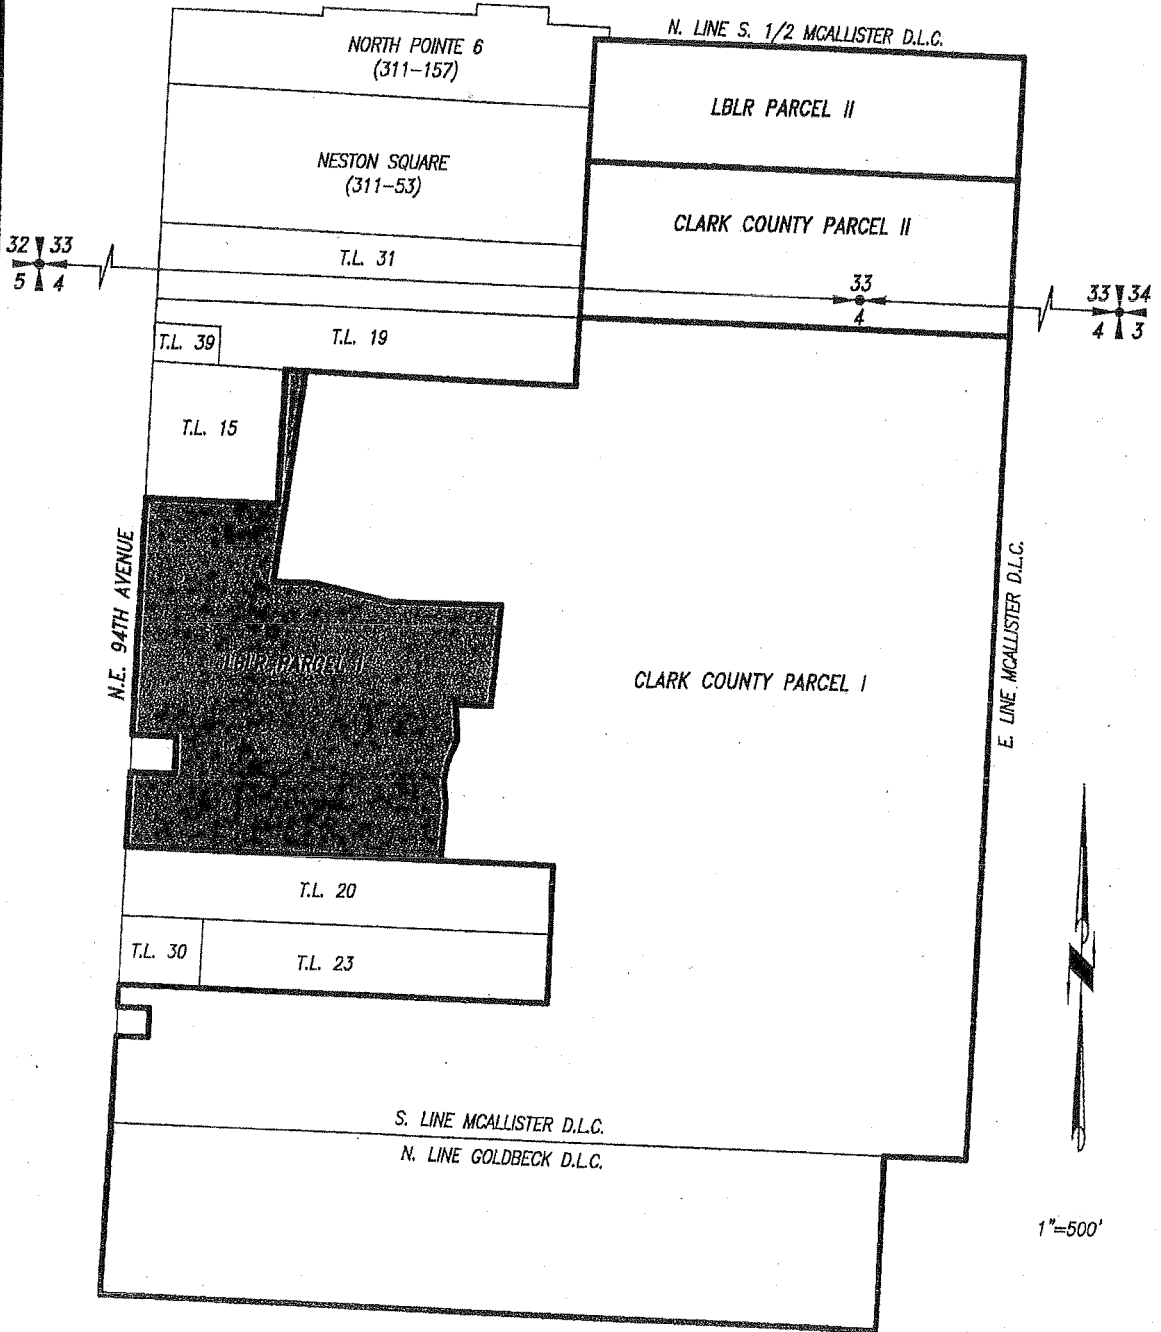 N. LINE S. 1/2 MCALLISTER D.L.C.
NORTH POINTE 6
(311-157)
LBLR PARCEL II
NESTON SQUARE
(311-53)
CLARK COUNTY PARCEL II
32 33
5 4
T.L. 31
33
4
33 34
4 3
T.L. 39
T.L. 19
T.L. 15
N.E. 94TH AVENUE
E. LINE MCALLISTER D.L.C.
LBLR PARCEL I
CLARK COUNTY PARCEL I
T.L. 20
T.L. 30
T.L. 23
S. LINE MCALLISTER D.L.C.
N. LINE GOLDBECK D.L.C.
1"=500'